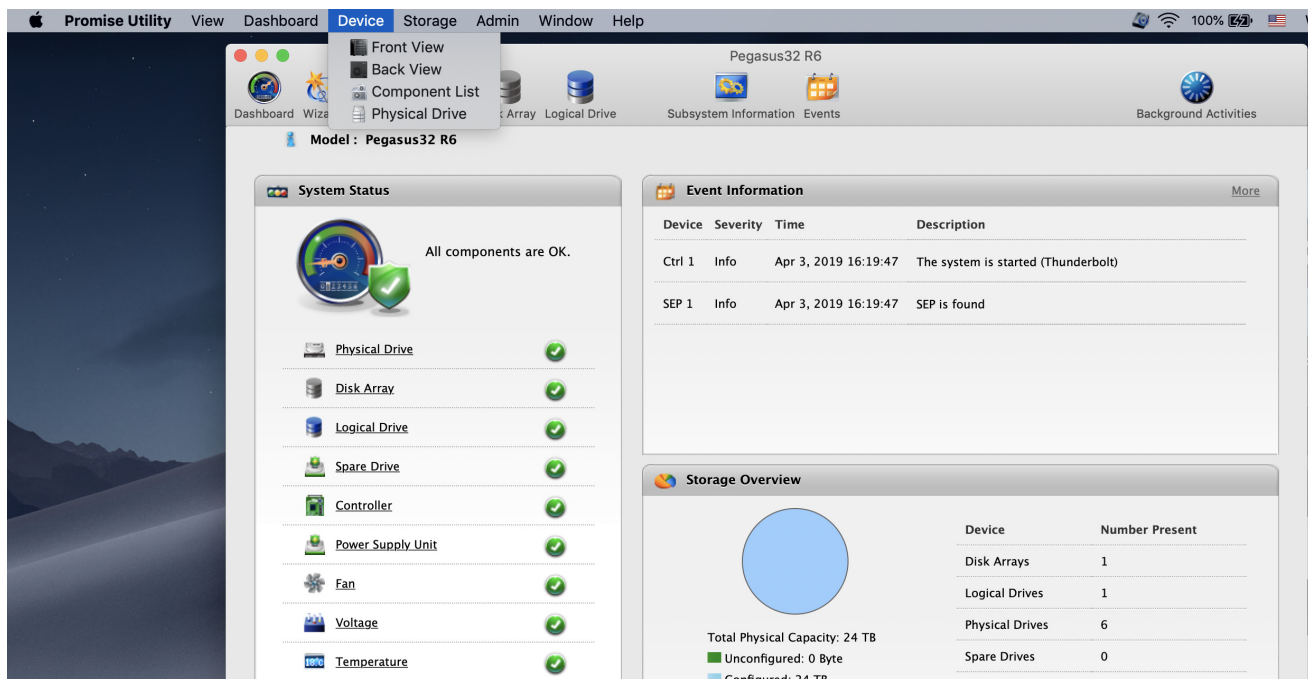 Promise Utility View Dashboard Device Storage Admin Window Help 100%
Front View
Back View
Component List
Physical Drive
Pegasus32 R6
Dashboard Array Logical Drive Subsystem Information Events Background Activities
Model : Pegasus32 R6
System Status
All components are OK.
Physical Drive
Disk Array
Logical Drive
Spare Drive
Controller
Power Supply Unit
Fan
Voltage
18°c Temperature
Event Information More
Device Severity Time Description
Ctrl 1 Info Apr 3, 2019 16:19:47 The system is started (Thunderbolt)
SEP 1 Info Apr 3, 2019 16:19:47 SEP is found
Storage Overview
Device Number Present
Disk Arrays 1
Logical Drives 1
Physical Drives 6
Spare Drives 0
Total Physical Capacity: 24 TB
Unconfigured: 0 Byte
Configured: 24 TB